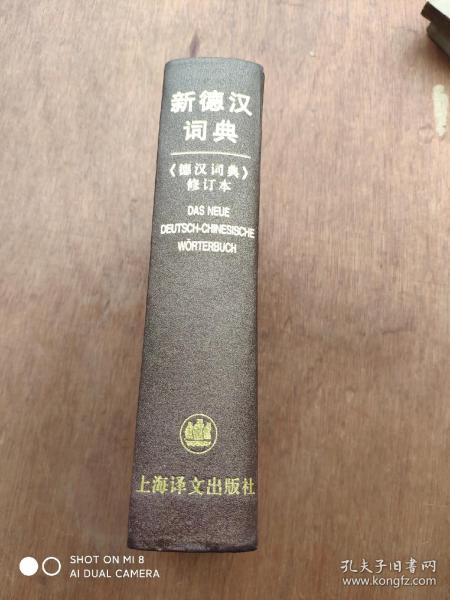 新德汉
词典
《德汉词典》
修订本
DAS NEUE
DEUTSCH-CHINESISCHE
WÖRTERBUCH
上海译文出版社
SHOT ON MI 8
AI DUAL CAMERA
孔夫子旧书网
www.kongfz.com